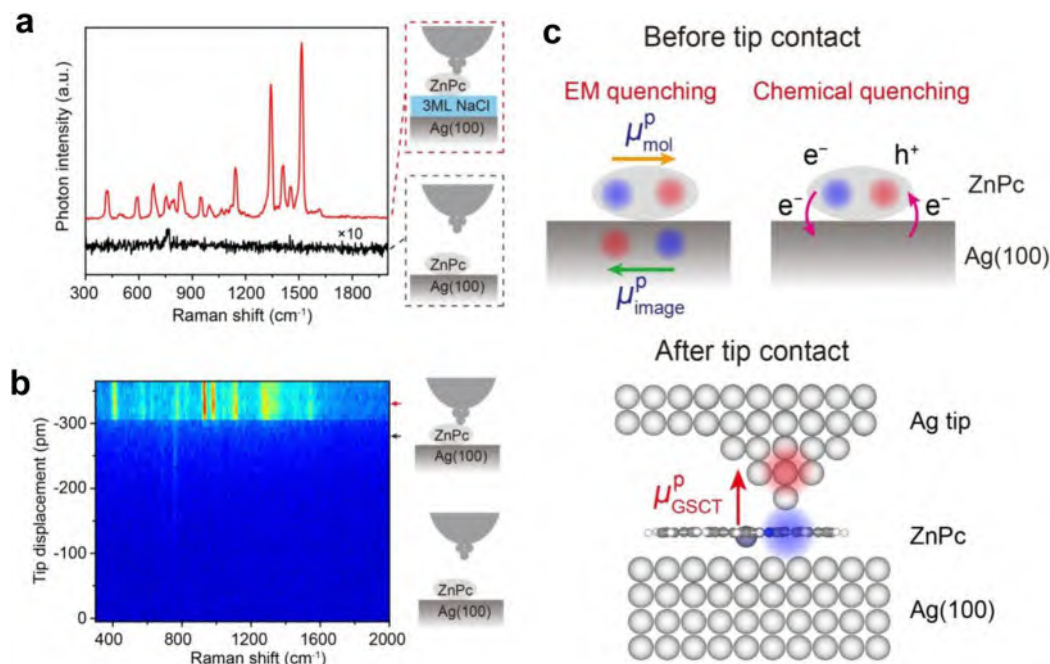 a
Photon intensity (a.u.)
×10
300 600 900 1200 1500 1800
Raman shift (cm⁻¹)
ZnPc
3ML NaCl
Ag(100)
ZnPc
Ag(100)
b
Tip displacement (pm)
-300
-200
-100
0
400 800 1200 1600 2000
Raman shift (cm⁻¹)
ZnPc
Ag(100)
ZnPc
Ag(100)
c
Before tip contact
EM quenching
Chemical quenching
μᵖmol
μᵖimage
e⁻ h⁺
e⁻ e⁻
ZnPc
Ag(100)
After tip contact
Ag tip
μᵖGSCT
ZnPc
Ag(100)